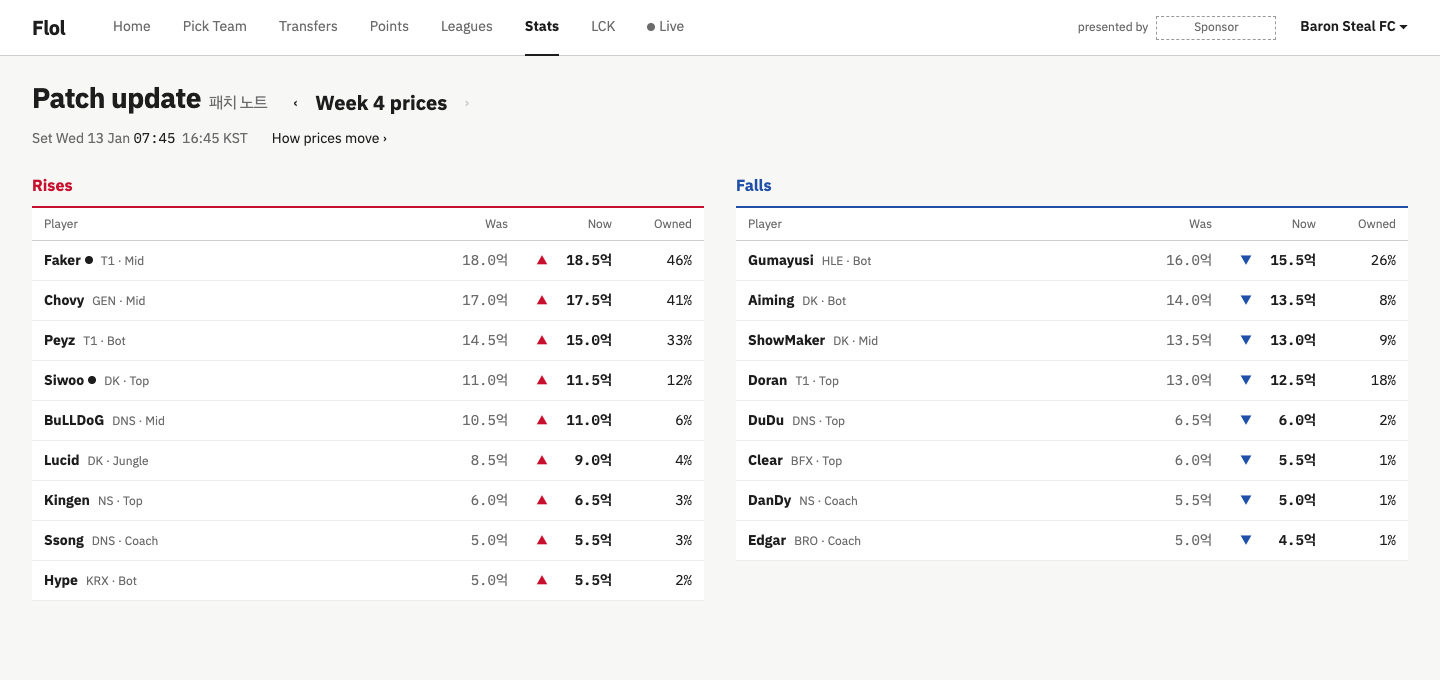 Flol Home Pick Team Transfers Points Leagues Stats LCK Live presented by Sponsor Baron Steal FC
Patch update 패치 노트 ‹ Week 4 prices ›
Set Wed 13 Jan 07:45 16:45 KST How prices move ›
Rises
Player Was Now Owned
Faker T1 · Mid 18.0억 ▲ 18.5억 46%
Chovy GEN · Mid 17.0억 ▲ 17.5억 41%
Peyz T1 · Bot 14.5억 ▲ 15.0억 33%
Siwoo DK · Top 11.0억 ▲ 11.5억 12%
BuLLDoG DNS · Mid 10.5억 ▲ 11.0억 6%
Lucid DK · Jungle 8.5억 ▲ 9.0억 4%
Kingen NS · Top 6.0억 ▲ 6.5억 3%
Ssong DNS · Coach 5.0억 ▲ 5.5억 3%
Hype KRX · Bot 5.0억 ▲ 5.5억 2%
Falls
Player Was Now Owned
Gumayusi HLE · Bot 16.0억 ▼ 15.5억 26%
Aiming DK · Bot 14.0억 ▼ 13.5억 8%
ShowMaker DK · Mid 13.5억 ▼ 13.0억 9%
Doran T1 · Top 13.0억 ▼ 12.5억 18%
DuDu DNS · Top 6.5억 ▼ 6.0억 2%
Clear BFX · Top 6.0억 ▼ 5.5억 1%
DanDy NS · Coach 5.5억 ▼ 5.0억 1%
Edgar BRO · Coach 5.0억 ▼ 4.5억 1%